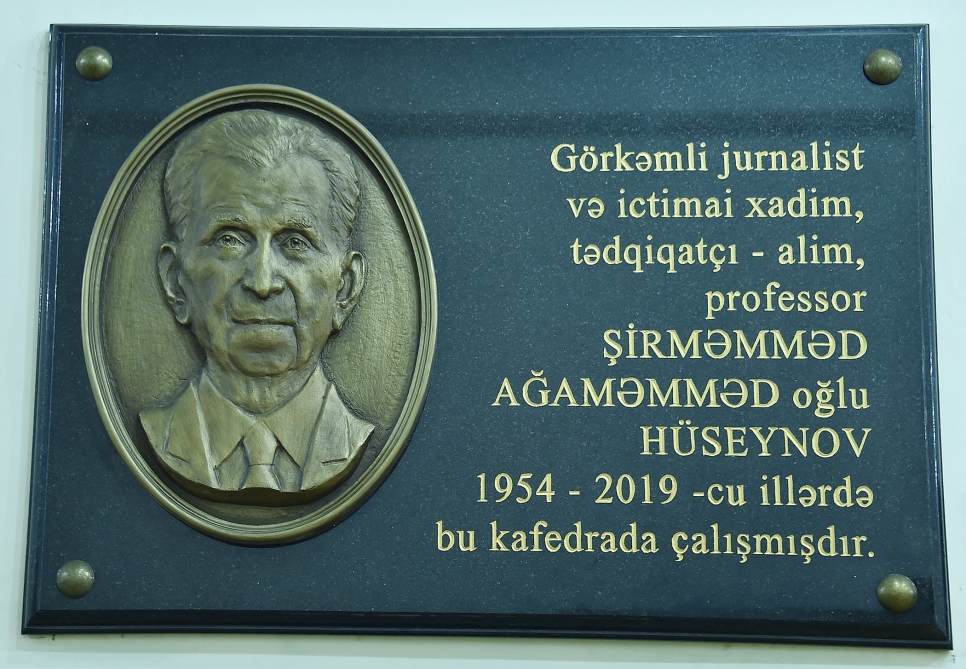 Görkəmli jurnalist
və ictimai xadim,
tədqiqatçı - alim,
professor
ŞİRMƏMMƏD
AĞAMƏMMƏD oğlu
HÜSEYNOV
1954 - 2019 -cu illərdə
bu kafedrada çalışmışdır.